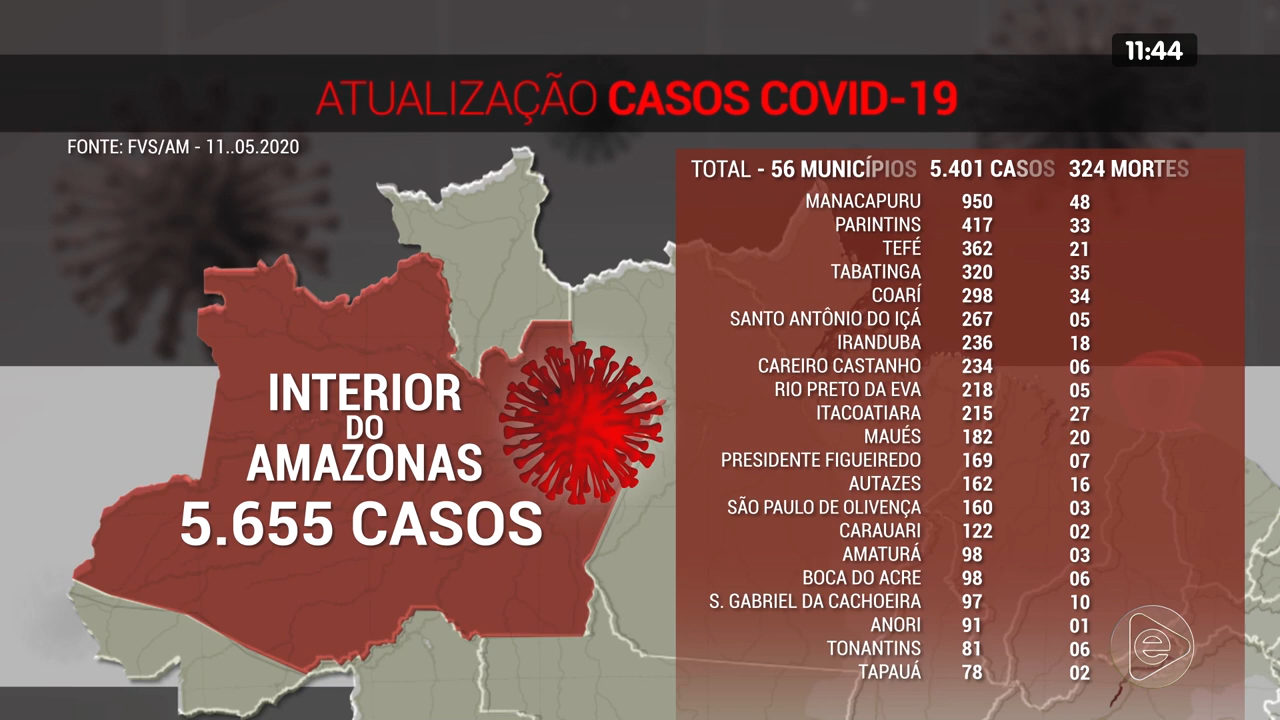 11:44
ATUALIZAÇÃO CASOS COVID-19
FONTE: FVS/AM - 11..05.2020
INTERIOR
DO
AMAZONAS
5.655 CASOS
TOTAL - 56 MUNICÍPIOS 5.401 CASOS 324 MORTES
MANACAPURU 950 48
PARINTINS 417 33
TEFÉ 362 21
TABATINGA 320 35
COARÍ 298 34
SANTO ANTÔNIO DO IÇÁ 267 05
IRANDUBA 236 18
CAREIRO CASTANHO 234 06
RIO PRETO DA EVA 218 05
ITACOATIARA 215 27
MAUÉS 182 20
PRESIDENTE FIGUEIREDO 169 07
AUTAZES 162 16
SÃO PAULO DE OLIVENÇA 160 03
CARAUARI 122 02
AMATURÁ 98 03
BOCA DO ACRE 98 06
S. GABRIEL DA CACHOEIRA 97 10
ANORI 91 01
TONANTINS 81 06
TAPAUÁ 78 02
e